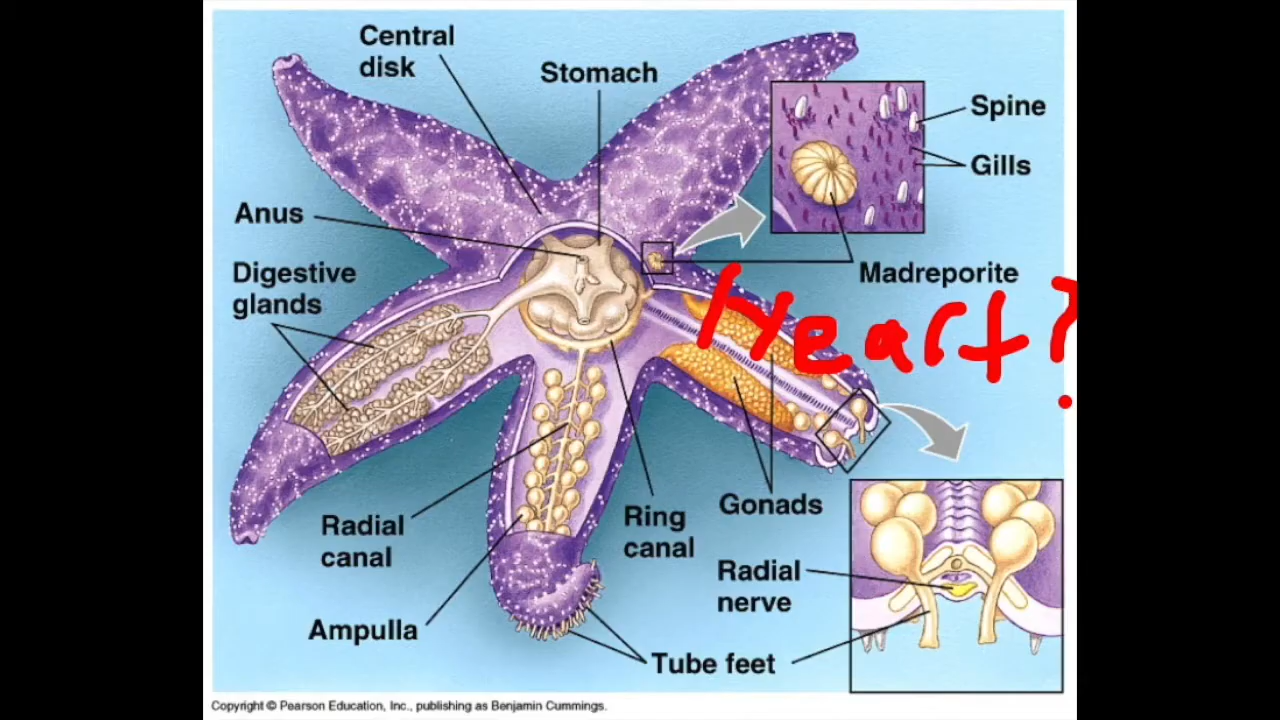 Central
disk
Stomach
Spine
Gills
Anus
Digestive
glands
Madreporite
Heart?
Radial
canal
Ring
canal
Gonads
Radial
nerve
Ampulla
Tube feet
Copyright © Pearson Education, Inc., publishing as Benjamin Cummings.